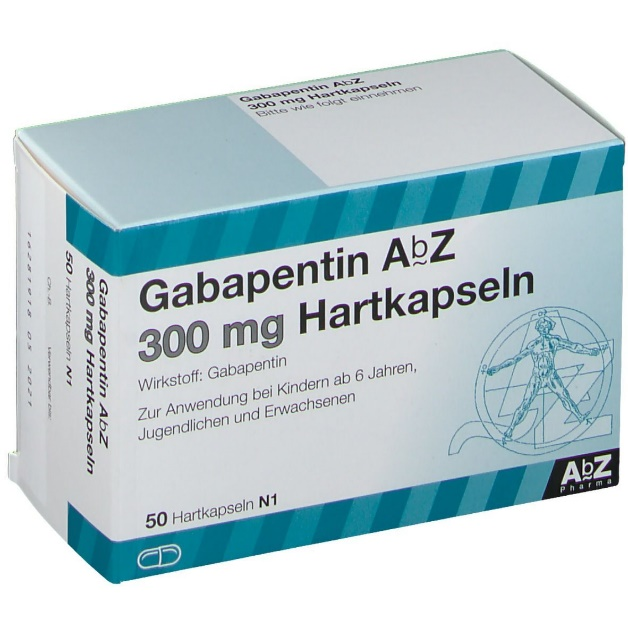 Gabapentin AbZ
300 mg Hartkapseln
Bitte wie folgt einnehmen
Gabapentin AbZ
300 mg Hartkapseln
Wirkstoff: Gabapentin
Zur Anwendung bei Kindern ab 6 Jahren,
Jugendlichen und Erwachsenen
50 Hartkapseln N1
AbZ
Pharma
Gabapentin AbZ
300 mg Hartkapseln
50 Hartkapseln N1
Ch.-B.
Verwendbar bis:
03 2021